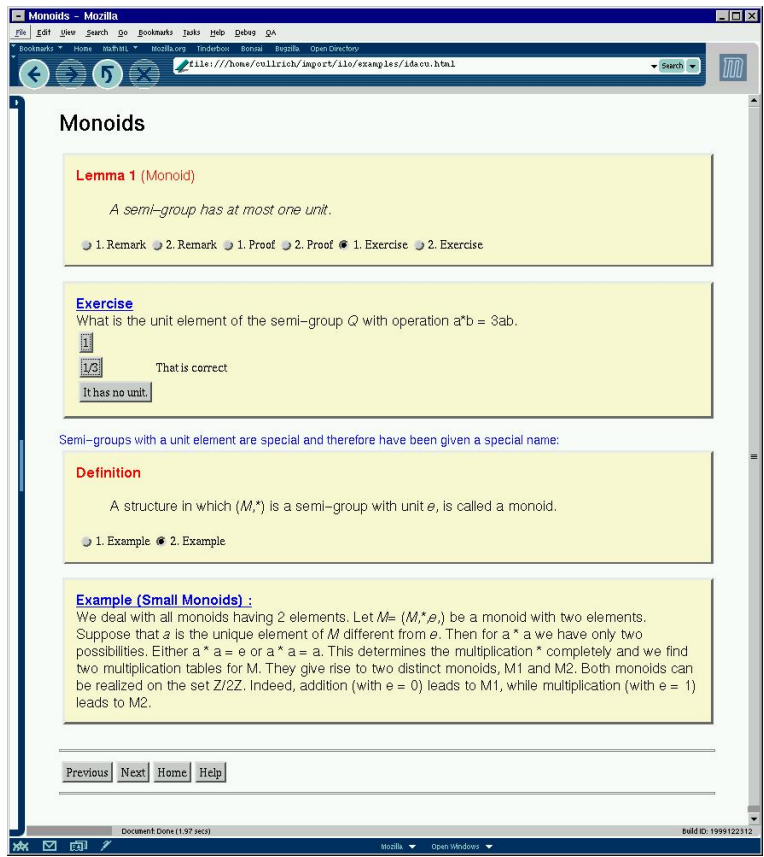 Monoids - Mozilla
File Edit View Search Go Bookmarks Tasks Help Debug QA
Bookmarks Home MathML Mozilla.org Tinderbox Bonsai Bugzilla Open Directory
file:///home/cullrich/import/ilo/examples/idacu.html Search
Monoids
Lemma 1 (Monoid)
A semi-group has at most one unit.
1. Remark 2. Remark 1. Proof 2. Proof 1. Exercise 2. Exercise
Exercise
What is the unit element of the semi-group Q with operation a*b = 3ab.
1
1/3 That is correct
It has no unit.
Semi-groups with a unit element are special and therefore have been given a special name:
Definition
A structure in which (M,*) is a semi-group with unit e, is called a monoid.
1. Example 2. Example
Example (Small Monoids) :
We deal with all monoids having 2 elements. Let M= (M,*,e,) be a monoid with two elements.
Suppose that a is the unique element of M different from e. Then for a * a we have only two
possibilities. Either a * a = e or a * a = a. This determines the multiplication * completely and we find
two multiplication tables for M. They give rise to two distinct monoids, M1 and M2. Both monoids can
be realized on the set Z/2Z. Indeed, addition (with e = 0) leads to M1, while multiplication (with e = 1)
leads to M2.
Previous Next Home Help
Document: Done (1.97 secs) Build ID: 1999122312
Mozilla Open Windows